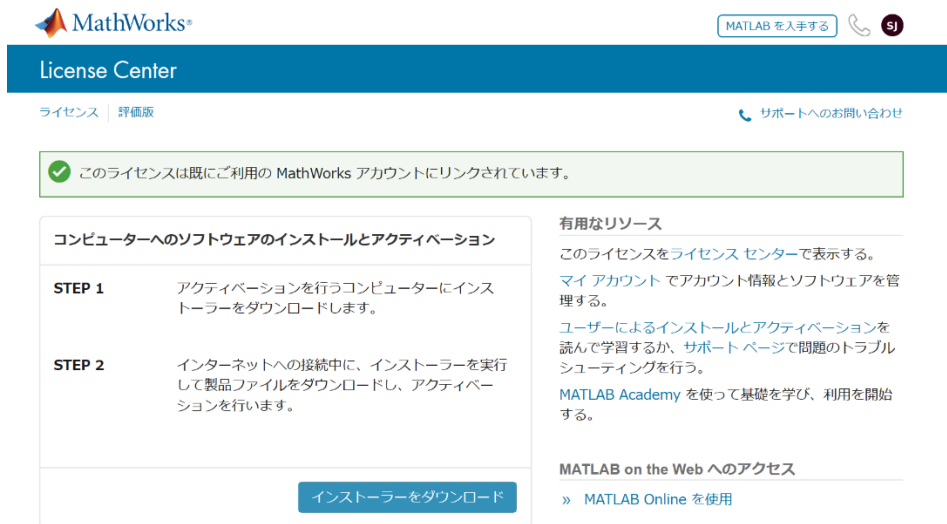 MathWorks®
MATLAB を入手する
SJ
License Center
ライセンス
評価版
サポートへのお問い合わせ
このライセンスは既にご利用の MathWorks アカウントにリンクされています。
コンピューターへのソフトウェアのインストールとアクティベーション
STEP 1
アクティベーションを行うコンピューターにインス
トーラーをダウンロードします。
STEP 2
インターネットへの接続中に、インストーラーを実行
して製品ファイルをダウンロードし、アクティベー
ションを行います。
インストーラーをダウンロード
有用なリソース
このライセンスをライセンス センターで表示する。
マイ アカウント でアカウント情報とソフトウェアを管
理する。
ユーザーによるインストールとアクティベーションを
読んで学習するか、サポート ページで問題のトラブル
シューティングを行う。
MATLAB Academy を使って基礎を学び、利用を開始
する。
MATLAB on the Web へのアクセス
» MATLAB Online を使用